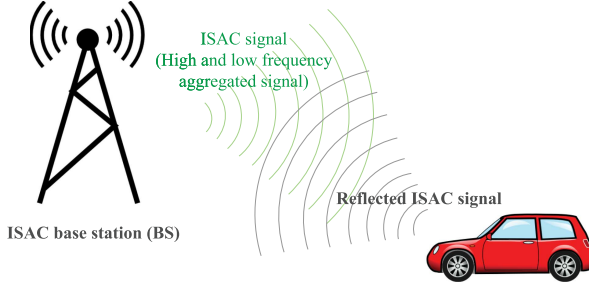 ISAC signal
(High and low frequency
aggregated signal)
Reflected ISAC signal
ISAC base station (BS)